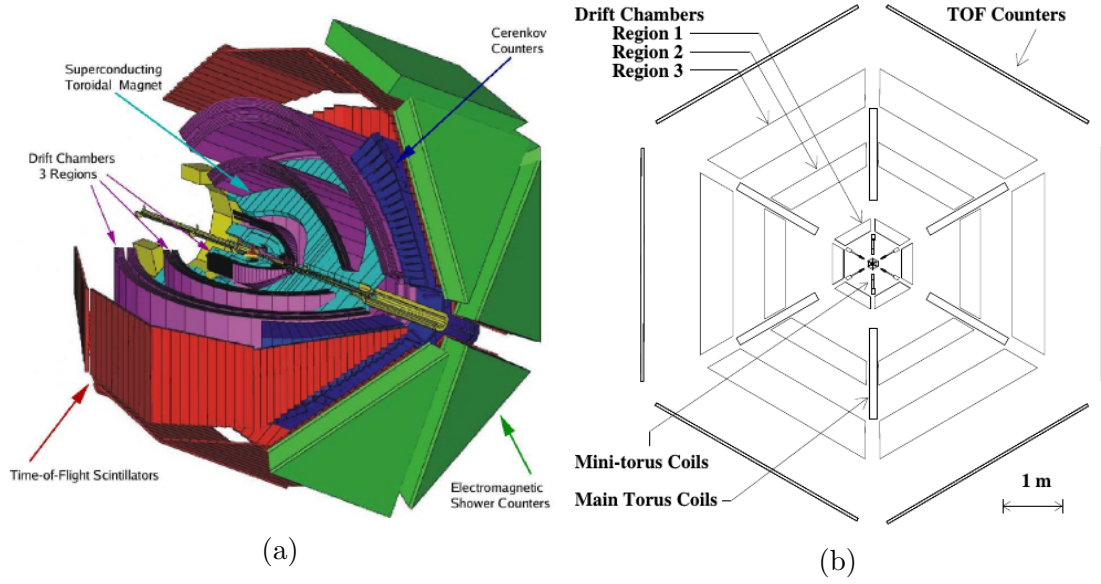 Cerenkov
Counters
Superconducting
Toroidal Magnet
Drift Chambers
3 Regions
Time-of-Flight Scintillators
Electromagnetic
Shower Counters
(a)
Drift Chambers
Region 1
Region 2
Region 3
TOF Counters
Mini-torus Coils
Main Torus Coils
1 m
(b)